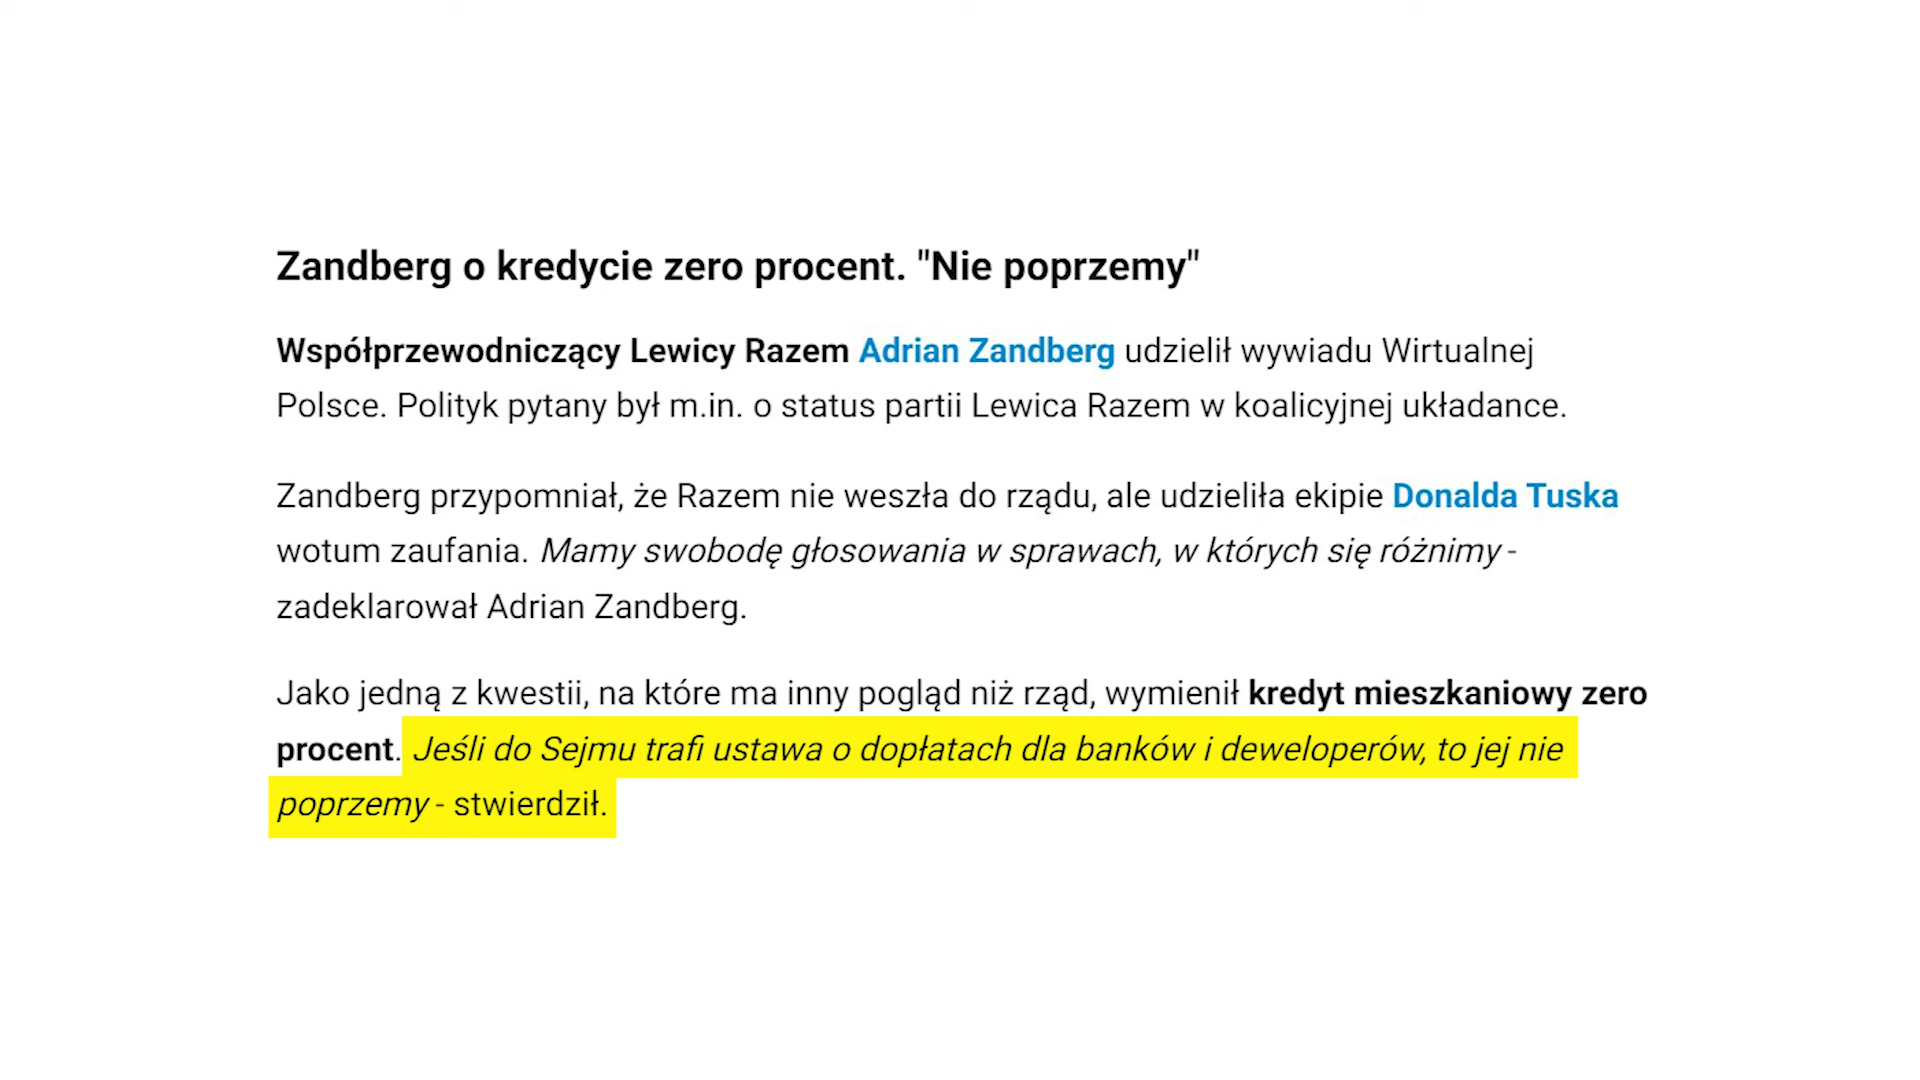 Zandberg o kredycie zero procent. "Nie poprzemy"
Współprzewodniczący Lewicy Razem Adrian Zandberg udzielił wywiadu Wirtualnej
Polsce. Polityk pytany był m.in. o status partii Lewica Razem w koalicyjnej układance.
Zandberg przypomniał, że Razem nie weszła do rządu, ale udzieliła ekipie Donalda Tuska
wotum zaufania. Mamy swobodę głosowania w sprawach, w których się różnimy -
zadeklarował Adrian Zandberg.
Jako jedną z kwestii, na które ma inny pogląd niż rząd, wymienił kredyt mieszkaniowy zero
procent. Jeśli do Sejmu trafi ustawa o dopłatach dla banków i deweloperów, to jej nie
poprzemy - stwierdził.